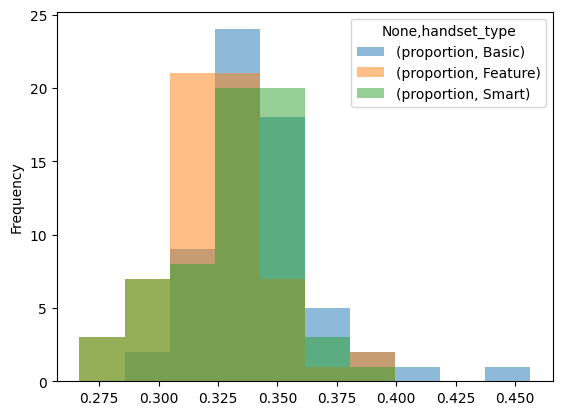 25
20
15
10
5
0
Frequency
None,handset_type
(proportion, Basic)
(proportion, Feature)
(proportion, Smart)
0.275 0.300 0.325 0.350 0.375 0.400 0.425 0.450